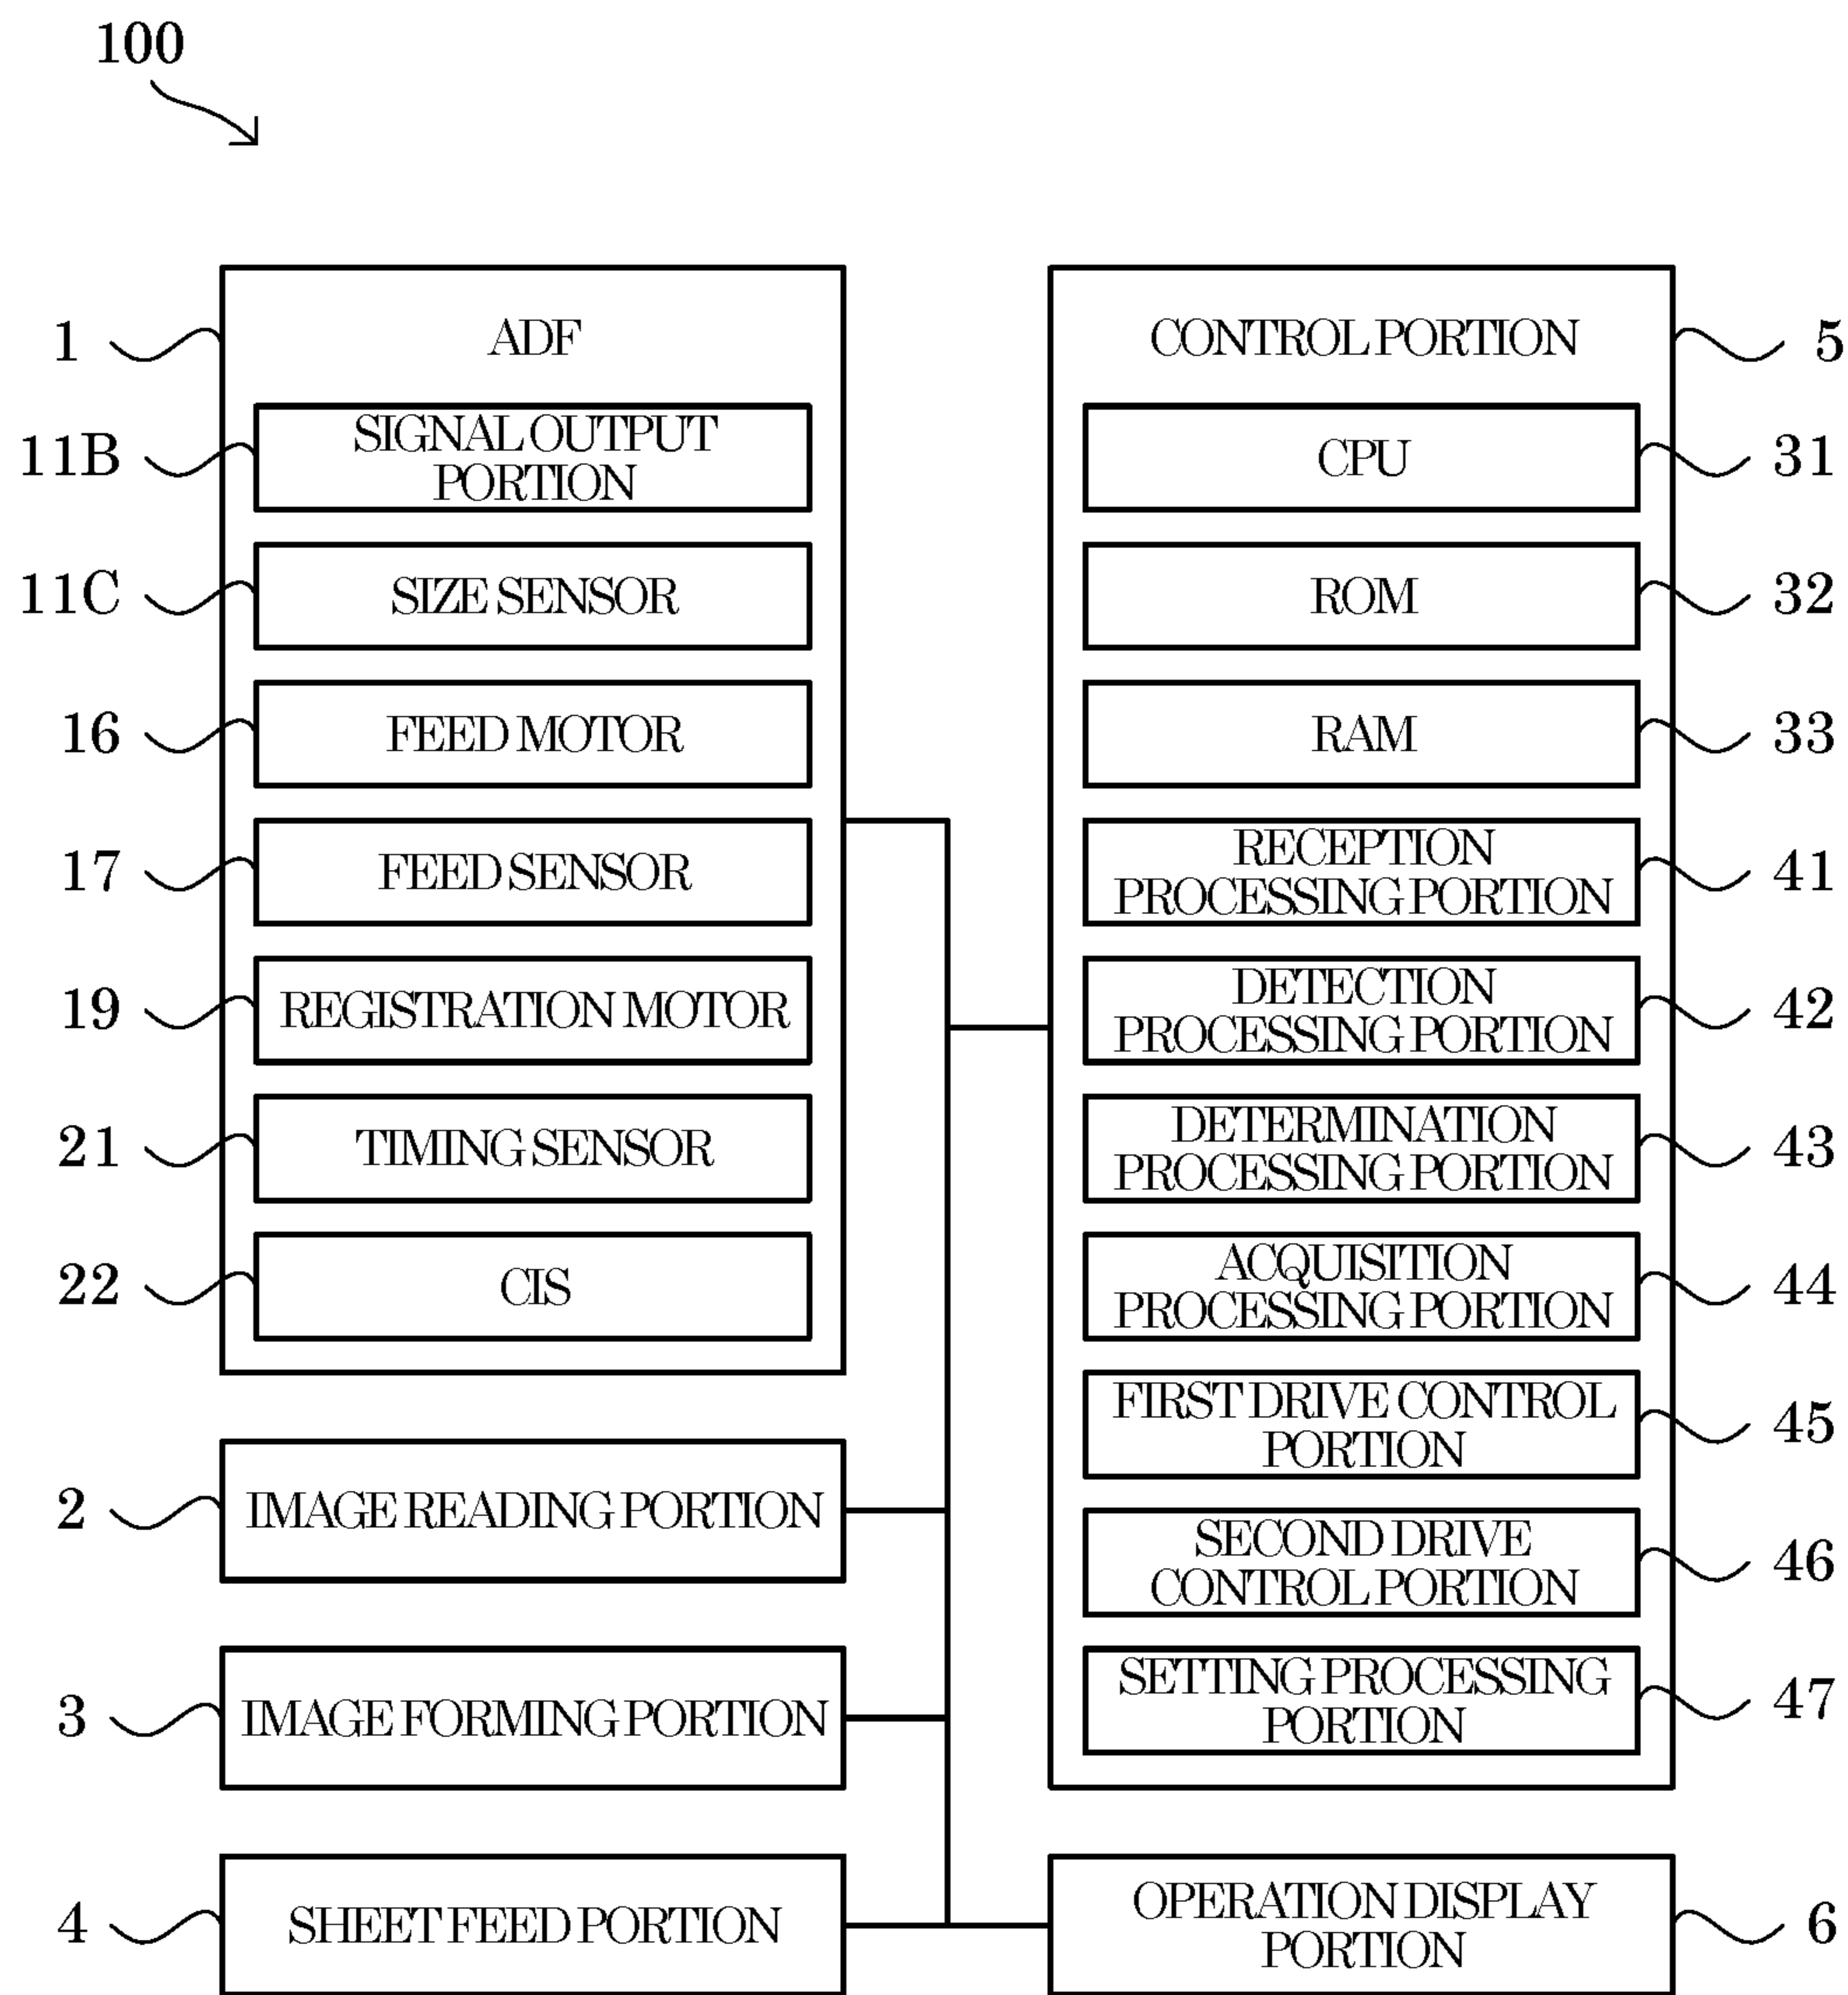 100
1
ADF
11B
SIGNAL OUTPUT
PORTION
11C
SIZE SENSOR
16
FEED MOTOR
17
FEED SENSOR
19
REGISTRATION MOTOR
21
TIMING SENSOR
22
CIS
2
IMAGE READING PORTION
3
IMAGE FORMING PORTION
4
SHEET FEED PORTION
CONTROL PORTION
5
CPU
31
ROM
32
RAM
33
RECEPTION
PROCESSING PORTION
41
DETECTION
PROCESSING PORTION
42
DETERMINATION
PROCESSING PORTION
43
ACQUISITION
PROCESSING PORTION
44
FIRST DRIVE CONTROL
PORTION
45
SECOND DRIVE
CONTROL PORTION
46
SETTING PROCESSING
PORTION
47
OPERATION DISPLAY
PORTION
6